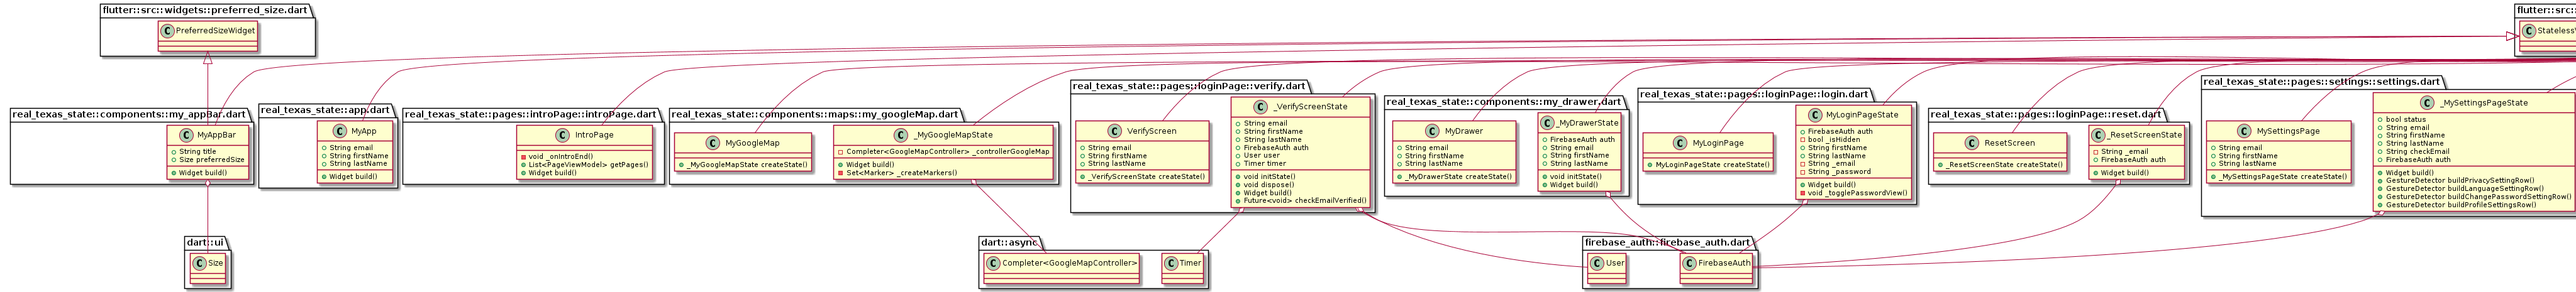 flutter::src::widgets::preferred_size.dart
C PreferredSizeWidget
flutter::src::
C Stateless
real_texas_state::components::my_appBar.dart
C MyAppBar
String title
Size preferredSize
Widget build()
real_texas_state::app.dart
C MyApp
String email
String firstName
String lastName
Widget build()
real_texas_state::pages::introPage::introPage.dart
C IntroPage
void _onIntroEnd()
List<PageViewModel> getPages()
Widget build()
real_texas_state::components::maps::my_googleMap.dart
C MyGoogleMap
_MyGoogleMapState createState()
C _MyGoogleMapState
Completer<GoogleMapController> _controllerGoogleMap
Widget build()
Set<Marker> _createMarkers()
real_texas_state::pages::loginPage::verify.dart
C VerifyScreen
String email
String firstName
String lastName
_VerifyScreenState createState()
C _VerifyScreenState
String email
String firstName
String lastName
FirebaseAuth auth
User user
Timer timer
void initState()
void dispose()
Widget build()
Future<void> checkEmailVerified()
real_texas_state::components::my_drawer.dart
C MyDrawer
String email
String firstName
String lastName
_MyDrawerState createState()
C _MyDrawerState
FirebaseAuth auth
String email
String firstName
String lastName
void initState()
Widget build()
real_texas_state::pages::loginPage::login.dart
C MyLoginPage
MyLoginPageState createState()
C MyLoginPageState
FirebaseAuth auth
bool _isHidden
String firstName
String lastName
String _email
String _password
Widget build()
void _togglePasswordView()
real_texas_state::pages::loginPage::reset.dart
C ResetScreen
_ResetScreenState createState()
C _ResetScreenState
String _email
FirebaseAuth auth
Widget build()
real_texas_state::pages::settings::settings.dart
C MySettingsPage
String email
String firstName
String lastName
_MySettingsPageState createState()
C _MySettingsPageState
bool status
String email
String firstName
String lastName
String checkEmail
FirebaseAuth auth
Widget build()
GestureDetector buildPrivacySettingRow()
GestureDetector buildLanguageSettingRow()
GestureDetector buildChangePasswordSettingRow()
GestureDetector buildProfileSettingsRow()
dart::ui
C Size
dart::async
C Completer<GoogleMapController>
C Timer
firebase_auth::firebase_auth.dart
C User
C FirebaseAuth